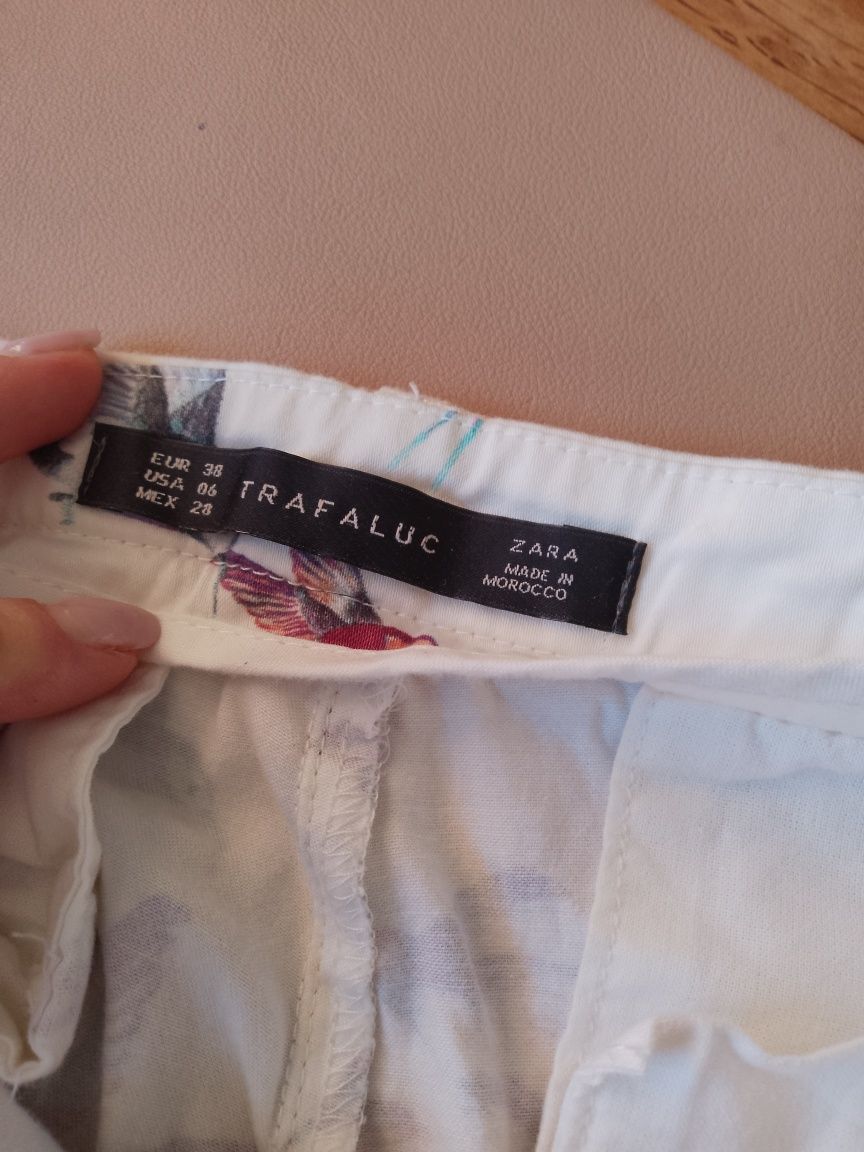 EUR 38
USA 06
MEX 28
TRAFALUC
ZARA
MADE IN
MOROCCO